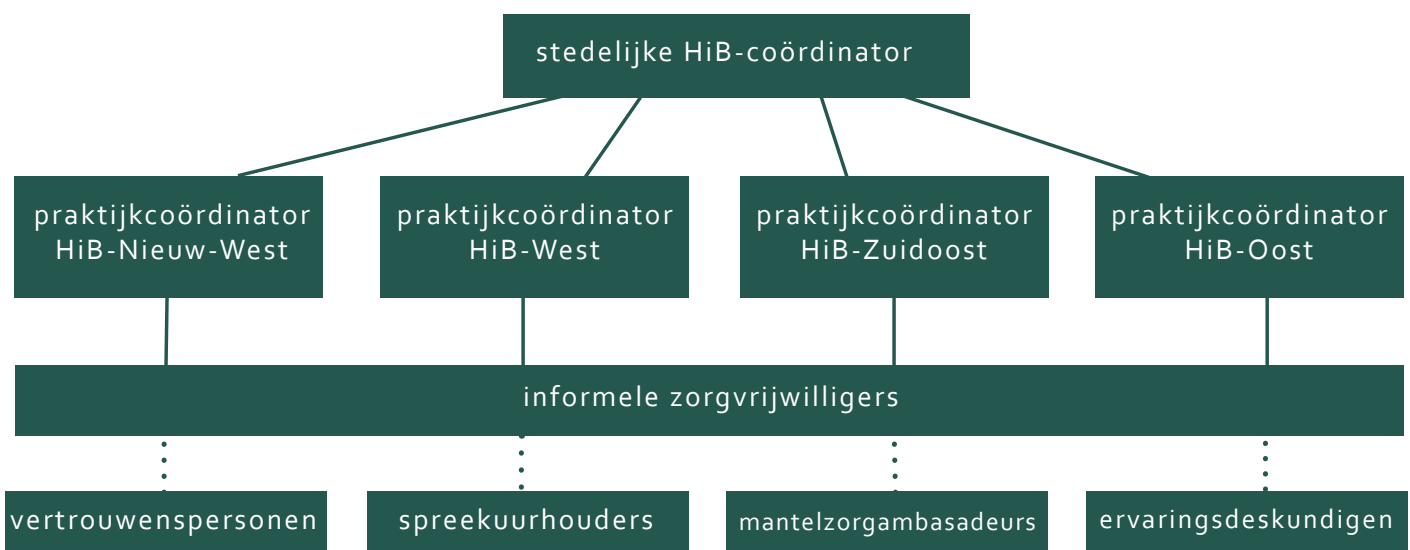 stedelijke HiB-coördinator
praktijkcoördinator
HiB-Nieuw-West
praktijkcoördinator
HiB-West
praktijkcoördinator
HiB-Zuidoost
praktijkcoördinator
HiB-Oost
informele zorgvrijwilligers
vertrouwenspersonen
spreekuurhouders
mantelzorgambasadeurs
ervaringsdeskundigen